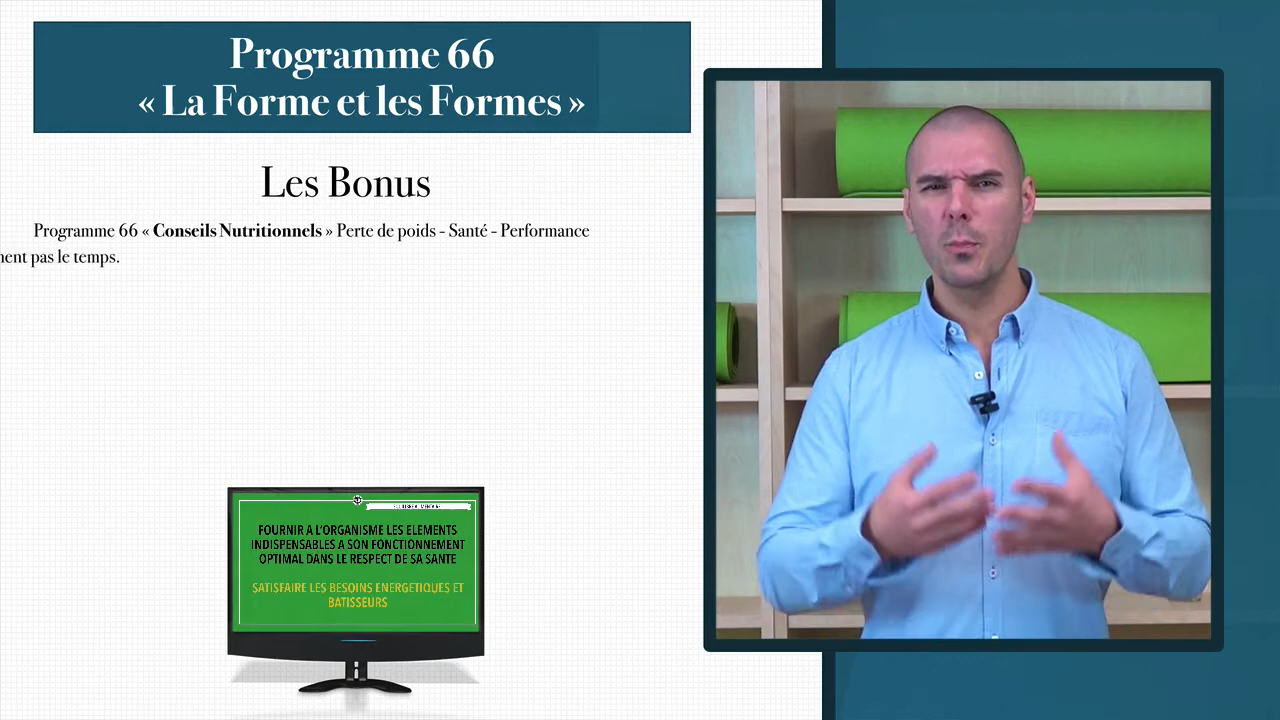 Programme 66
« La Forme et les Formes »
Les Bonus
Programme 66 « Conseils Nutritionnels » Perte de poids - Santé - Performance
pas le temps.
FOURNIR A L'ORGANISME LES ELEMENTS
INDISPENSABLES A SON FONCTIONNEMENT
OPTIMAL DANS LE RESPECT DE SA SANTE
SATISFAIRE LES BESOINS ENERGETIQUES ET
BATISSEURS